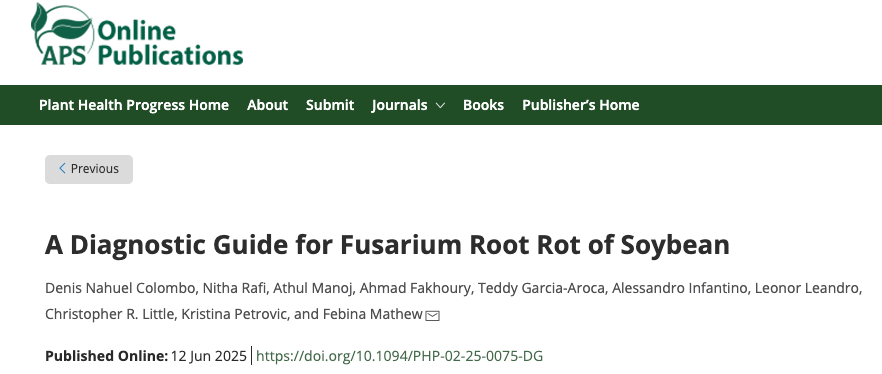 Online
APS Publications
Plant Health Progress Home About Submit Journals Books Publisher's Home
Previous
A Diagnostic Guide for Fusarium Root Rot of Soybean
Denis Nahuel Colombo, Nitha Rafi, Athul Manoj, Ahmad Fakhoury, Teddy Garcia-Aroca, Alessandro Infantino, Leonor Leandro,
Christopher R. Little, Kristina Petrovic, and Febina Mathew
Published Online: 12 Jun 2025 https://doi.org/10.1094/PHP-02-25-0075-DG